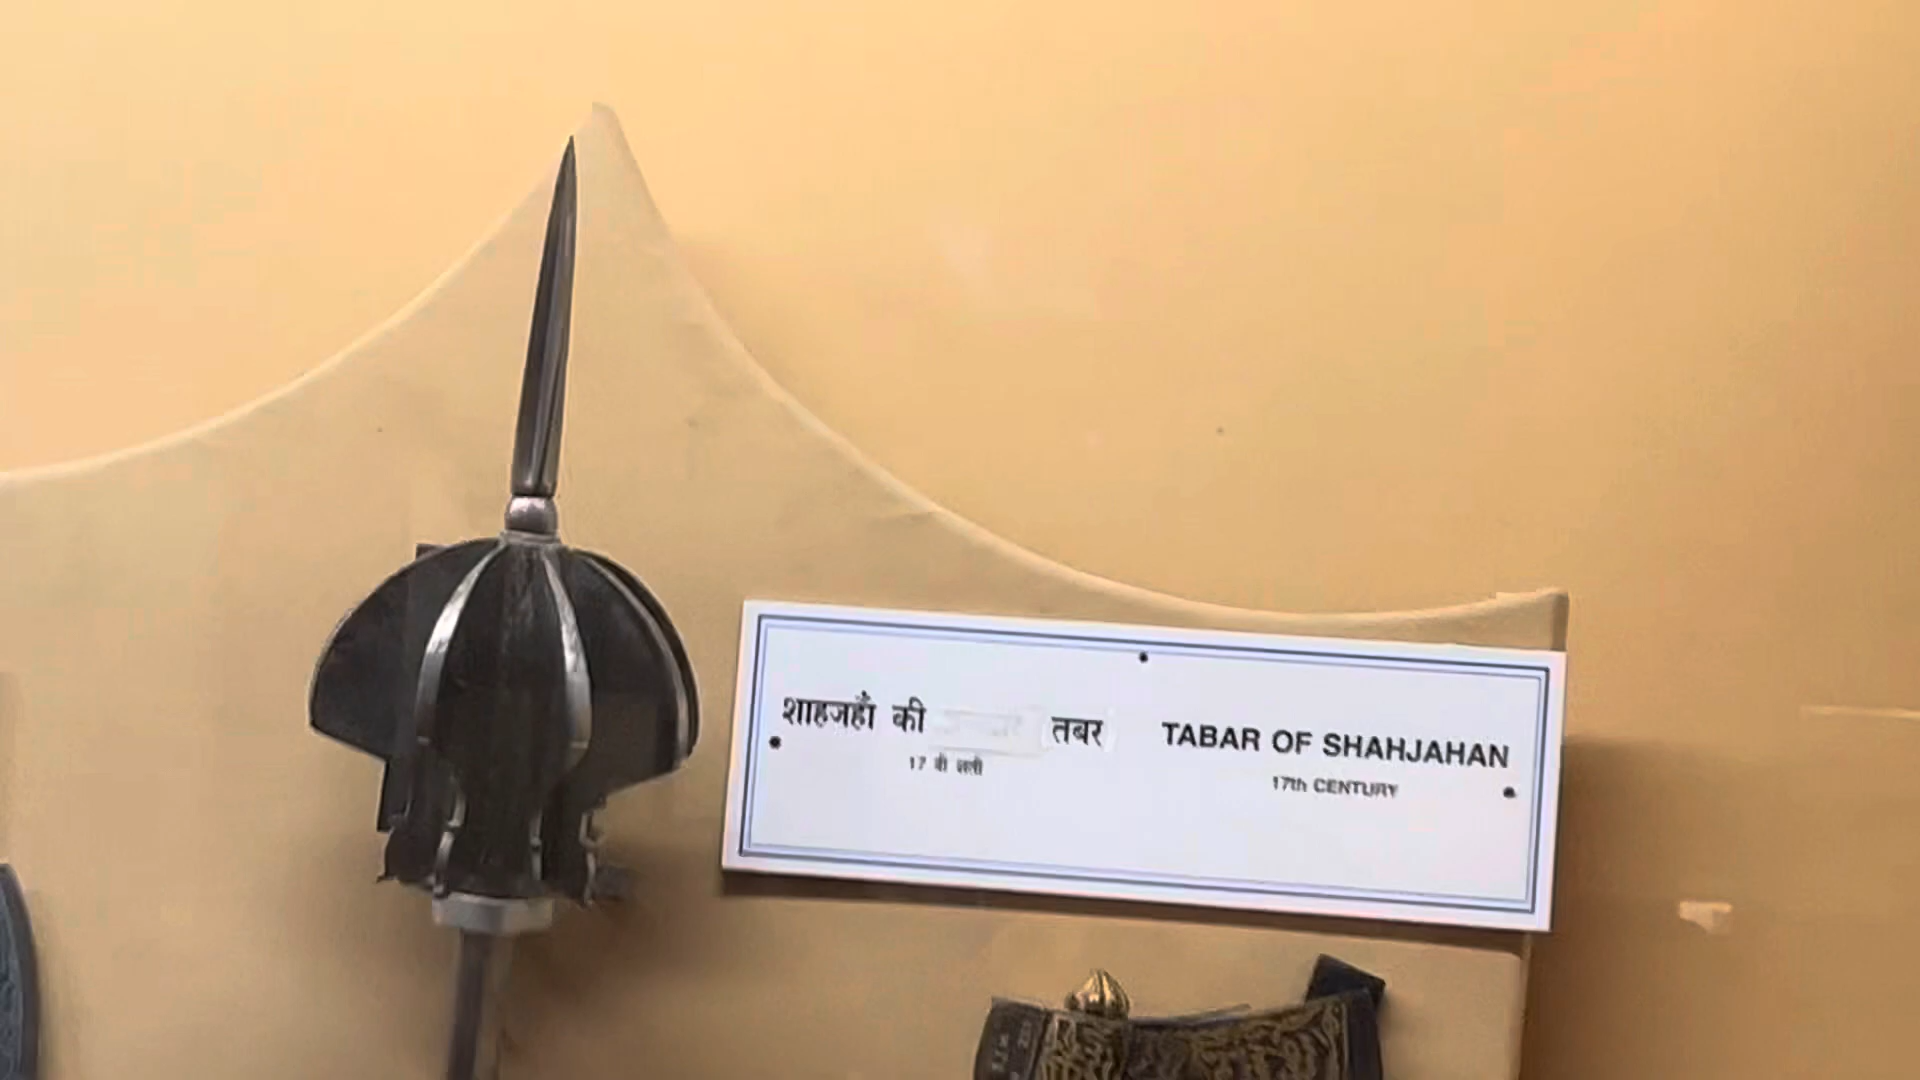 शाहजहाँ की तबर
17 वी शती
TABAR OF SHAHJAHAN
17th CENTURY